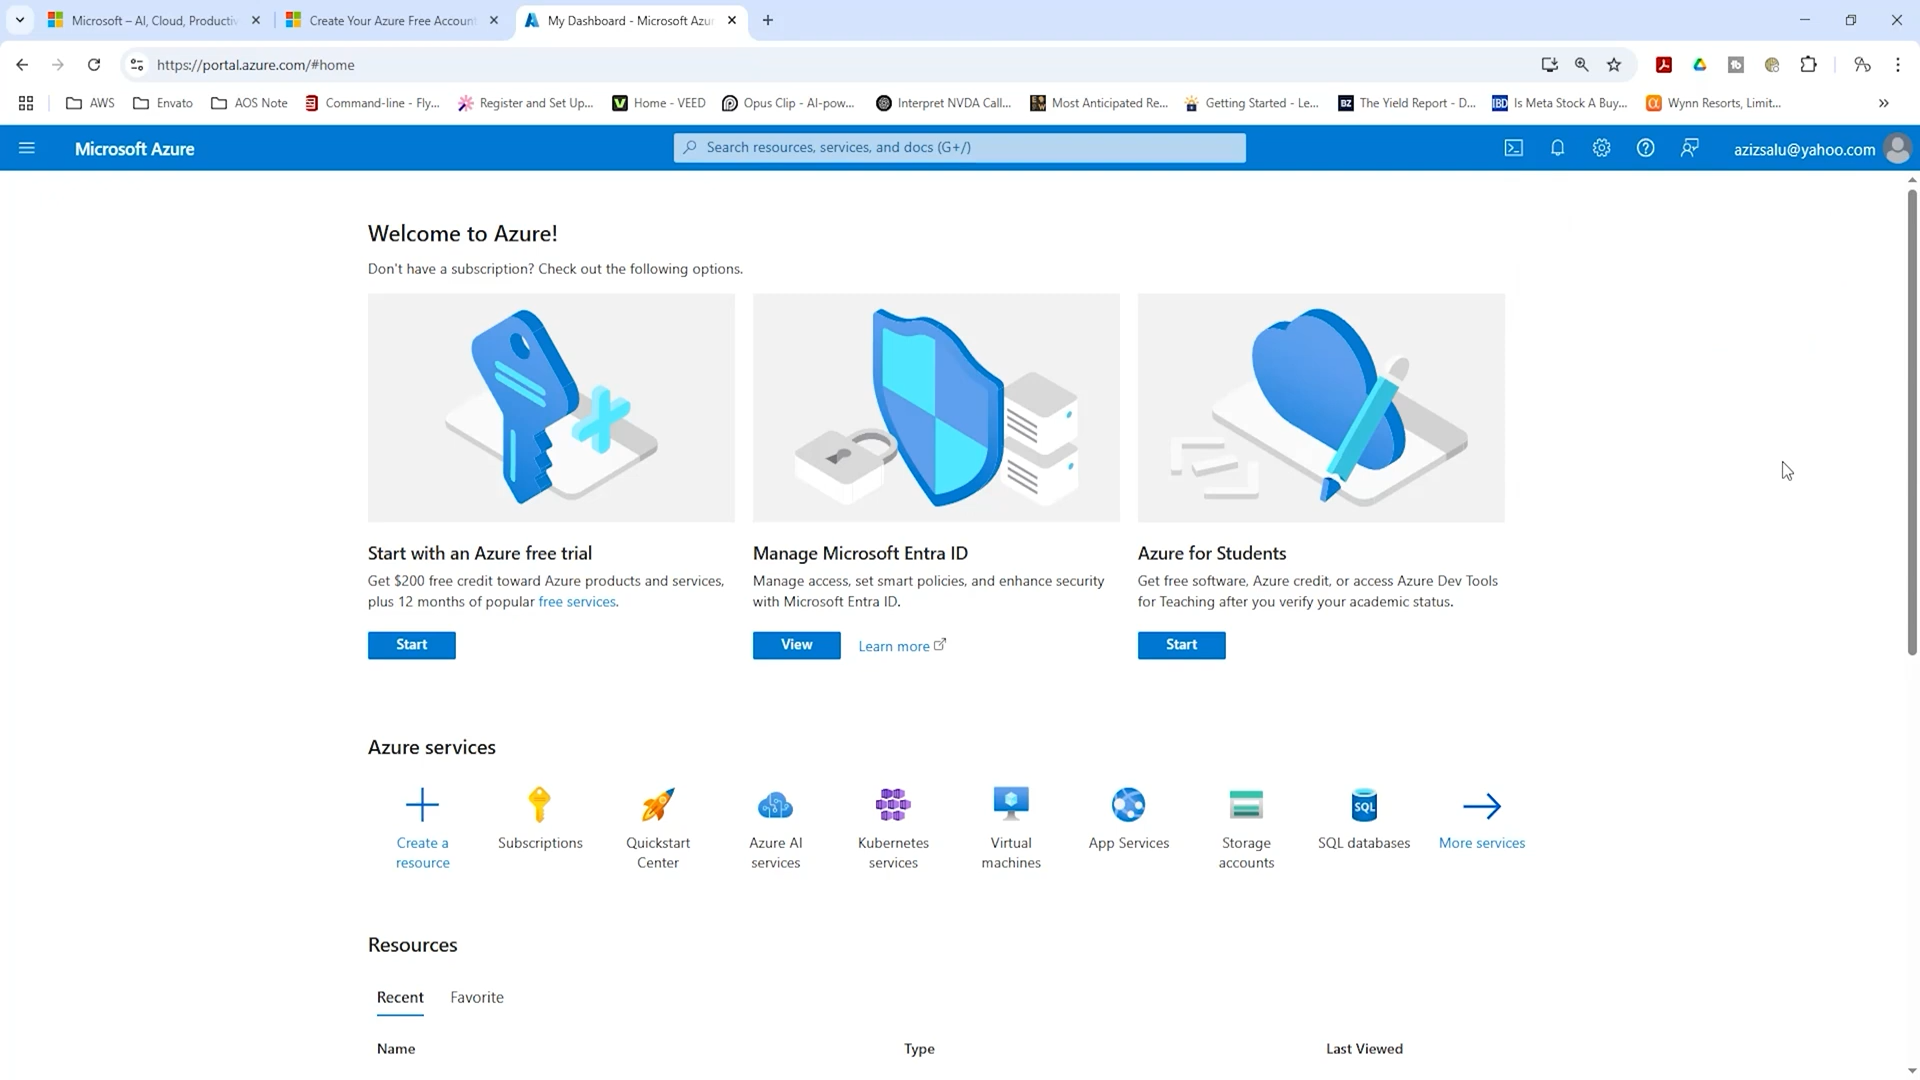 Microsoft – AI, Cloud, Productiv
Create Your Azure Free Accoun
My Dashboard - Microsoft Azur
https://portal.azure.com/#home
AWS
Envato
AOS Note
Command-line - Fly...
Register and Set Up...
Home - VEED
Opus Clip - AI-pow...
Interpret NVDA Call...
Most Anticipated Re...
Getting Started - Le...
The Yield Report - D...
Is Meta Stock A Buy...
Wynn Resorts, Limit...
Microsoft Azure
Search resources, services, and docs (G+/)
azizsalu@yahoo.com
Welcome to Azure!
Don't have a subscription? Check out the following options.
Start with an Azure free trial
Get $200 free credit toward Azure products and services,
plus 12 months of popular free services.
Start
Manage Microsoft Entra ID
Manage access, set smart policies, and enhance security
with Microsoft Entra ID.
View
Learn more
Azure for Students
Get free software, Azure credit, or access Azure Dev Tools
for Teaching after you verify your academic status.
Start
Azure services
Create a
resource
Subscriptions
Quickstart
Center
Azure AI
services
Kubernetes
services
Virtual
machines
App Services
Storage
accounts
SQL
SQL databases
More services
Resources
Recent
Favorite
Name
Type
Last Viewed